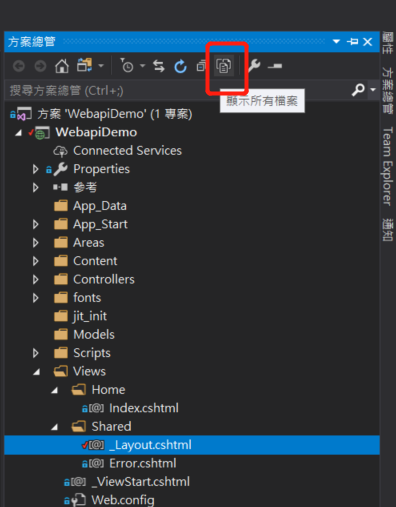 方案總管
搜尋方案總管 (Ctrl+;)
顯示所有檔案
方案 'WebapiDemo' (1 專案)
WebapiDemo
Connected Services
Properties
參考
App_Data
App_Start
Areas
Content
Controllers
fonts
jit_init
Models
Scripts
Views
Home
Index.cshtml
Shared
_Layout.cshtml
Error.cshtml
_ViewStart.cshtml
Web.config
屬性
方案總管
Team Explorer
通知